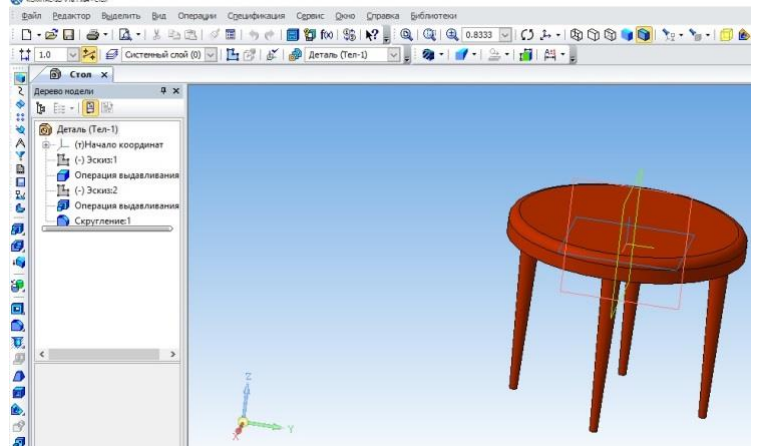 Файл Редактор Выделить Вид Операции Спецификация Сервис Окно Справка Библиотеки
0.8333
1.0 Системный слой (0) Деталь (Тел-1)
Стол
Дерево модели
Деталь (Тел-1)
(т)Начало координат
(-) Эскиз:1
Операция выдавливания
(-) Эскиз:2
Операция выдавливания
Скругление:1
Z
Y
X